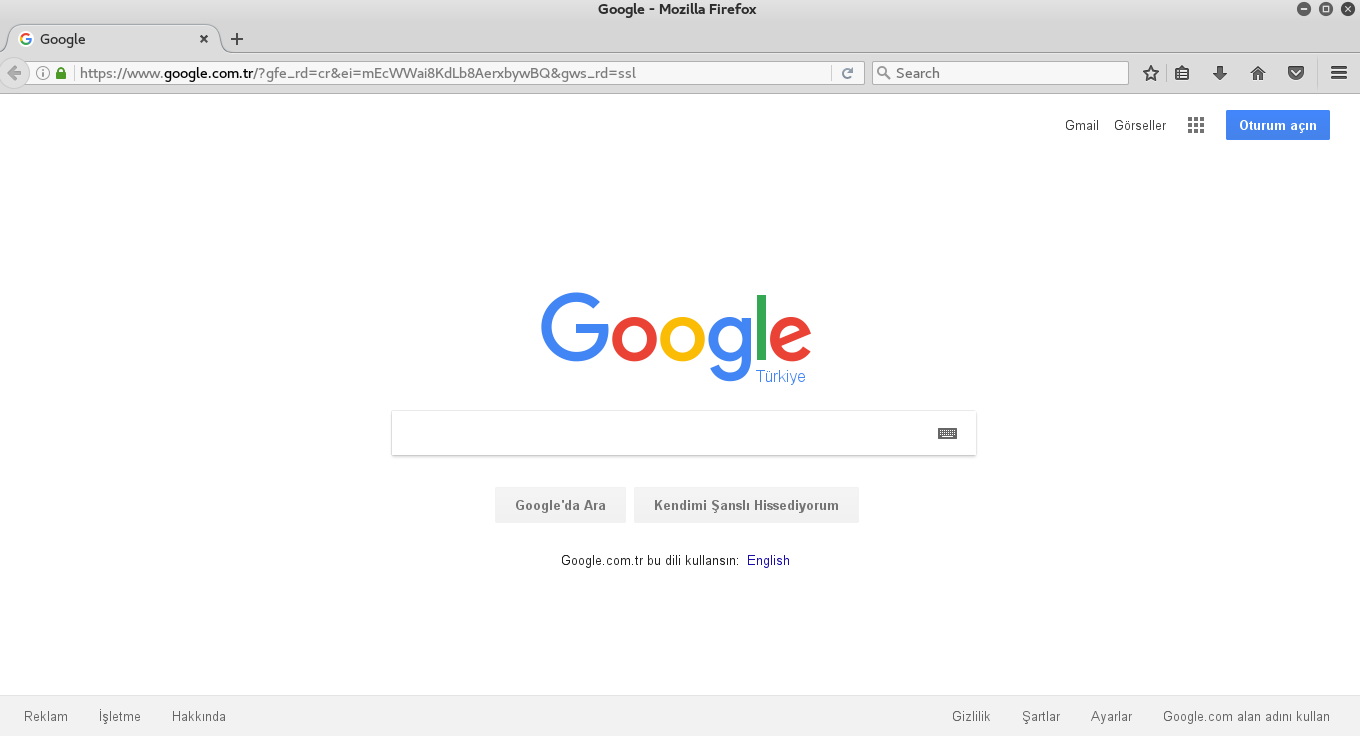 Google - Mozilla Firefox
Google
https://www.google.com.tr/?gfe_rd=cr&ei=mEcWWai8KdLb8AerxbywBQ&gws_rd=ssl
Search
Gmail Görseller Oturum açın
Google
Türkiye
Google'da Ara Kendimi Şanslı Hissediyorum
Google.com.tr bu dili kullansın: English
Reklam İşletme Hakkında Gizlilik Şartlar Ayarlar Google.com alan adını kullan